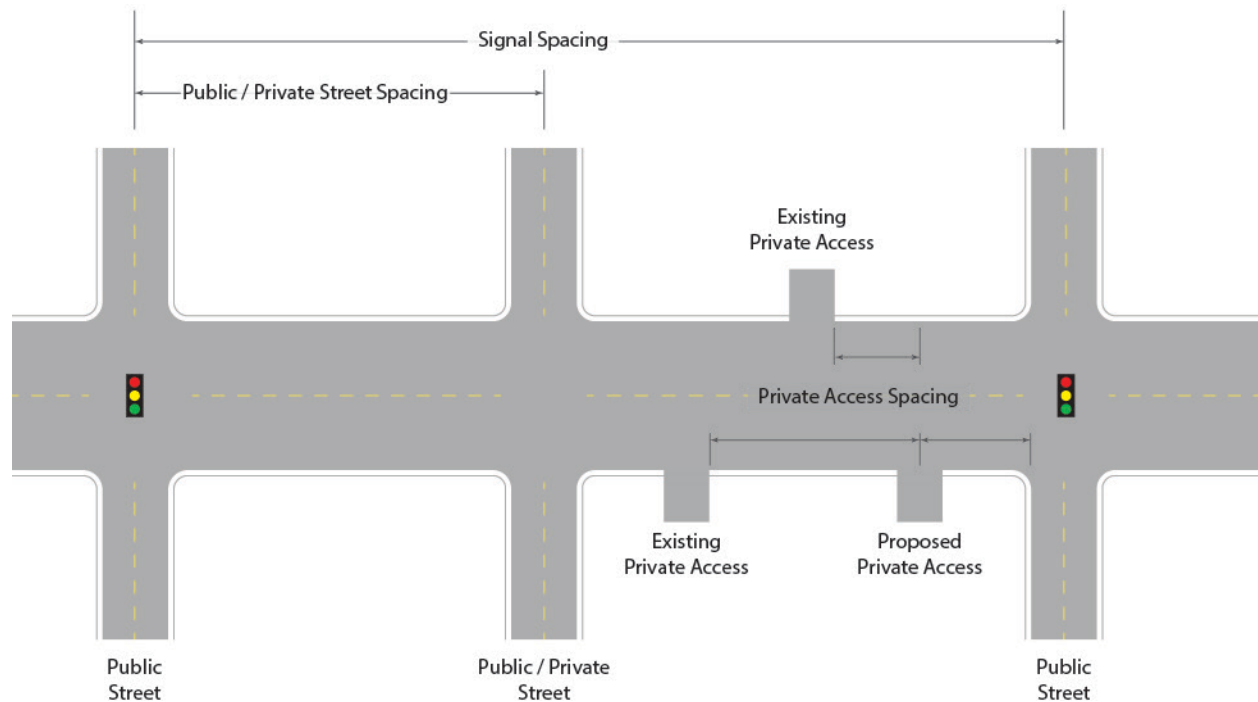 Signal Spacing
Public / Private Street Spacing
Existing
Private Access
Private Access Spacing
Existing
Private Access
Proposed
Private Access
Public
Street
Public / Private
Street
Public
Street